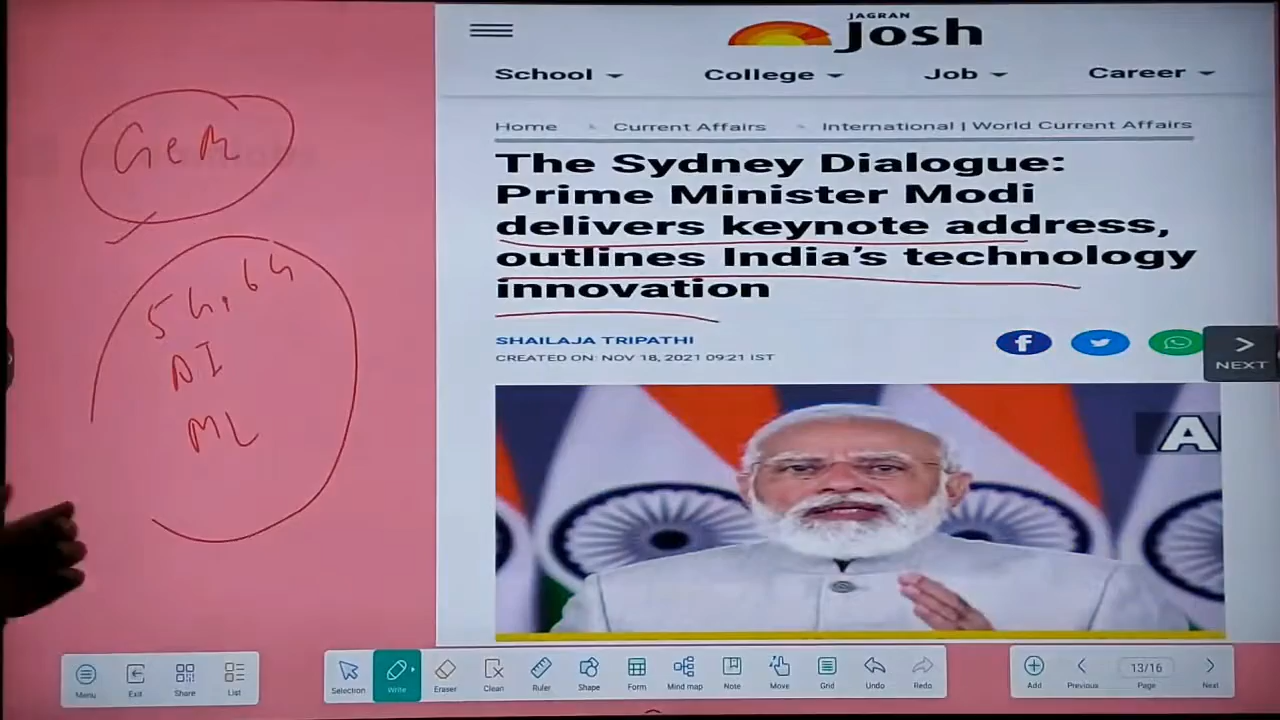 JAGRAN
Josh
School
College
Job
Career
Home
Current Affairs
International | World Current Affairs
The Sydney Dialogue:
Prime Minister Modi
delivers keynote address,
outlines India's technology
innovation
SHAILAJA TRIPATHI
CREATED ON: NOV 18, 2021 09:21 IST
NEXT
A
GeM
5G, 6G
AI
ML
Menu
Exit
Share
List
Selection
Write
Eraser
Clean
Ruler
Shape
Form
Mind map
Note
Move
Grid
Undo
Redo
Add
Previous
13/16
Page
Next